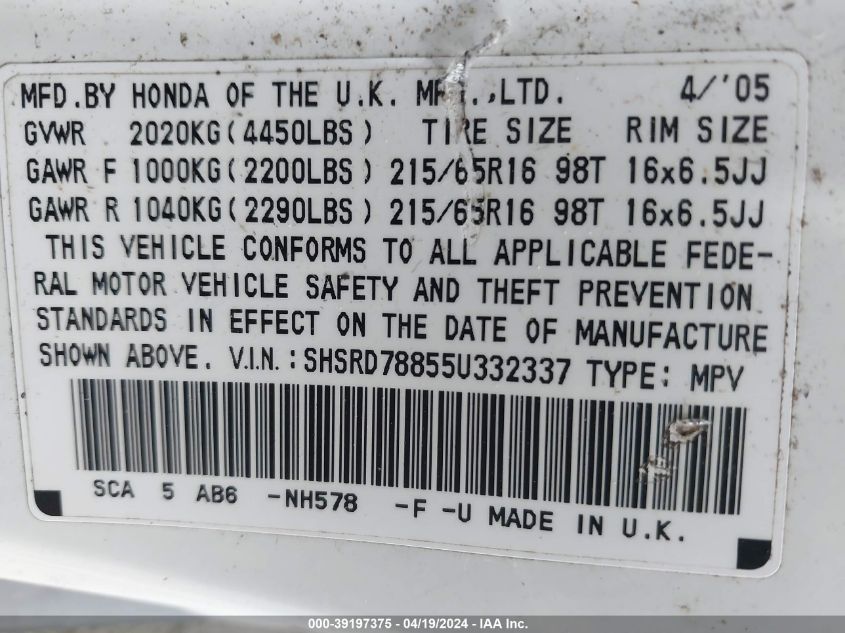 MFD.BY HONDA OF THE U.K. MFG.,LTD. 4/'05
GVWR 2020KG(4450LBS) TIRE SIZE RIM SIZE
GAWR F 1000KG(2200LBS) 215/65R16 98T 16x6.5JJ
GAWR R 1040KG(2290LBS) 215/65R16 98T 16x6.5JJ
THIS VEHICLE CONFORMS TO ALL APPLICABLE FEDE-
RAL MOTOR VEHICLE SAFETY AND THEFT PREVENTION
STANDARDS IN EFFECT ON THE DATE OF MANUFACTURE
SHOWN ABOVE. V.I.N.:SHSRD78855U332337 TYPE: MPV
SCA 5 AB6 -NH578 -F -U MADE IN U.K.
000-39197375 - 04/19/2024 - IAA Inc.